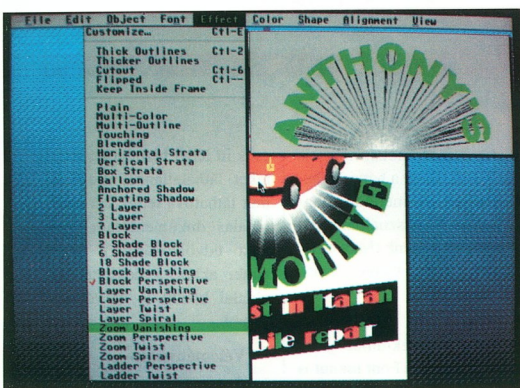 File Edit Object Font Effect Color Shape Alignment View
Customize... Ctl-E
Thick Outlines Ctl-2
Thicker Outlines
Cutout Ctl-6
Flipped Ctl--
Keep Inside Frame
Plain
Multi-Color
Multi-Outline
Touching
Blended
Horizontal Strata
Vertical Strata
Box Strata
Balloon
Anchored Shadow
Floating Shadow
2 Layer
3 Layer
7 Layer
Block
2 Shade Block
6 Shade Block
18 Shade Block
Block Vanishing
Block Perspective
Layer Vanishing
Layer Perspective
Layer Twist
Layer Spiral
Zoom Vanishing
Zoom Perspective
Zoom Twist
Zoom Spiral
Ladder Perspective
Ladder Twist
ANTHONY'S
MOTIVE
st in Italian
bile repair